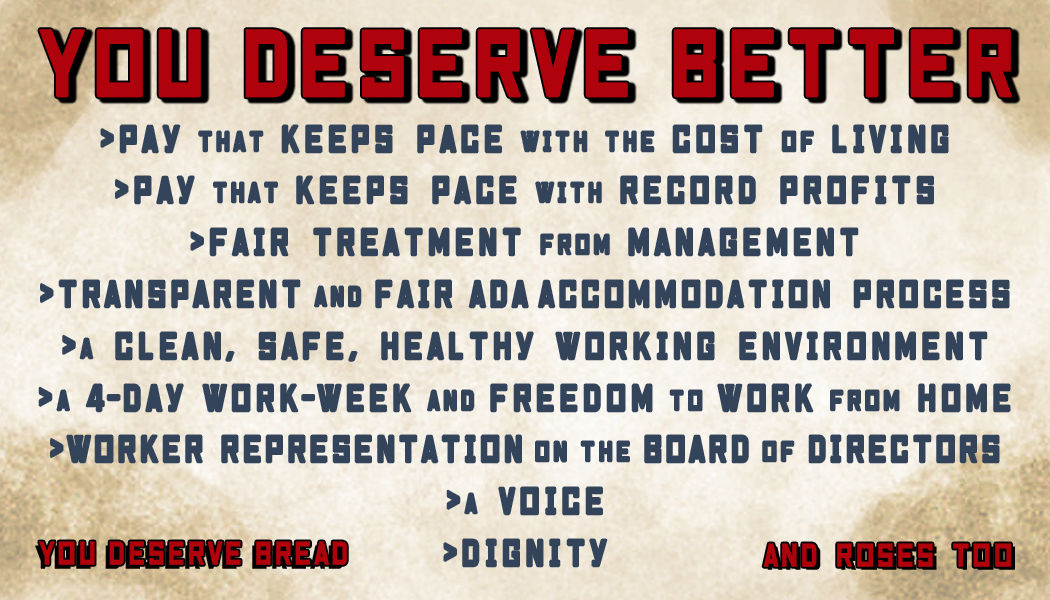 YOU DESERVE BETTER
>PAY THAT KEEPS PACE WITH THE COST OF LIVING
>PAY THAT KEEPS PACE WITH RECORD PROFITS
>FAIR TREATMENT FROM MANAGEMENT
>TRANSPARENT AND FAIR ADA ACCOMMODATION PROCESS
>A CLEAN, SAFE, HEALTHY WORKING ENVIRONMENT
>A 4-DAY WORK-WEEK AND FREEDOM TO WORK FROM HOME
>WORKER REPRESENTATION ON THE BOARD OF DIRECTORS
>A VOICE
>DIGNITY
YOU DESERVE BREAD
AND ROSES TOO